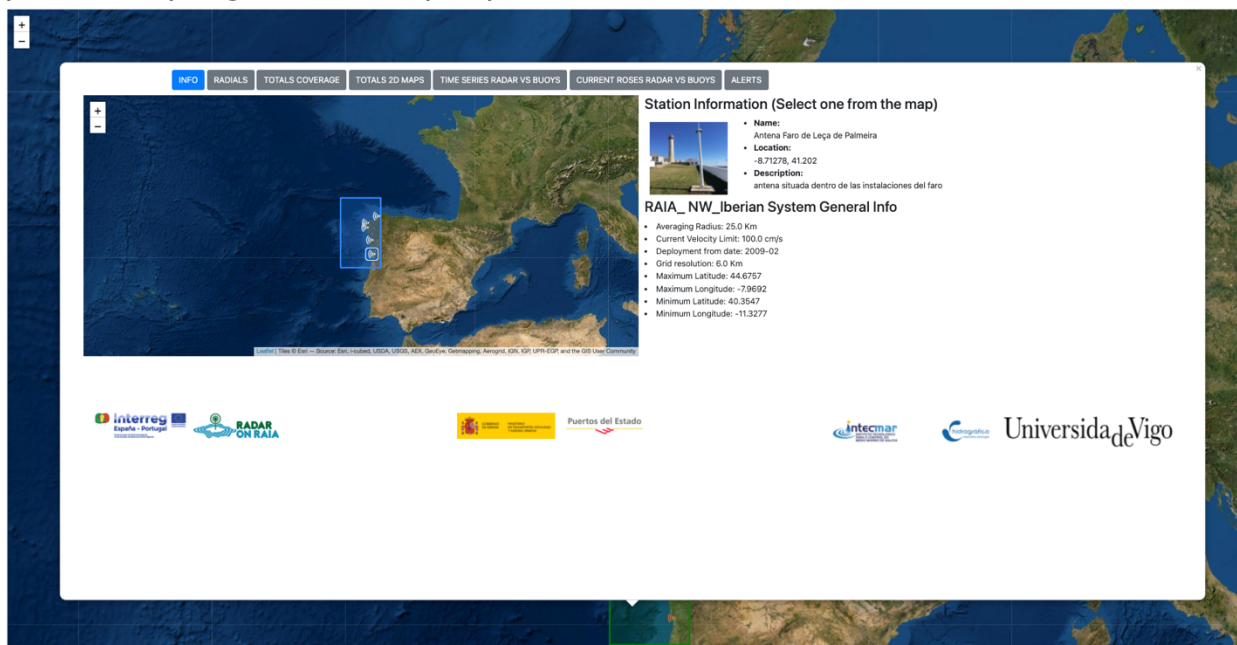 +
−
×
INFO
RADIALS
TOTALS COVERAGE
TOTALS 2D MAPS
TIME SERIES RADAR VS BUOYS
CURRENT ROSES RADAR VS BUOYS
ALERTS
+
−
Leaflet | Tiles © Esri — Source: Esri, i-cubed, USDA, USGS, AEX, GeoEye, Getmapping, Aerogrid, IGN, IGP, UPR-EGP, and the GIS User Community
Station Information (Select one from the map)
• Name:
Antena Faro de Leça de Palmeira
• Location:
-8.71278, 41.202
• Description:
antena situada dentro de las instalaciones del faro
RAIA_ NW_Iberian System General Info
• Averaging Radius: 25.0 Km
• Current Velocity Limit: 100.0 cm/s
• Deployment from date: 2009-02
• Grid resolution: 6.0 Km
• Maximum Latitude: 44.6757
• Maximum Longitude: -7.9692
• Minimum Latitude: 40.3547
• Minimum Longitude: -11.3277
Interreg
España - Portugal
RADAR
ON RAIA
Puertos del Estado
intecmar
hidrográfico
Universidade Vigo